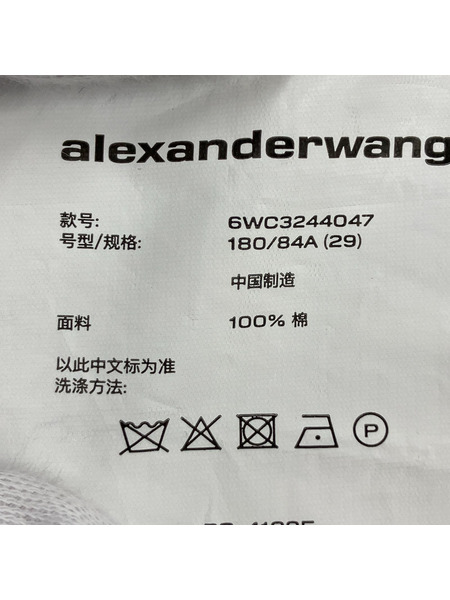 alexanderwang
款号: 6WC3244047
号型/规格: 180/84A (29)
中国制造
面料 100% 棉
以此中文标为准
洗涤方法:
P